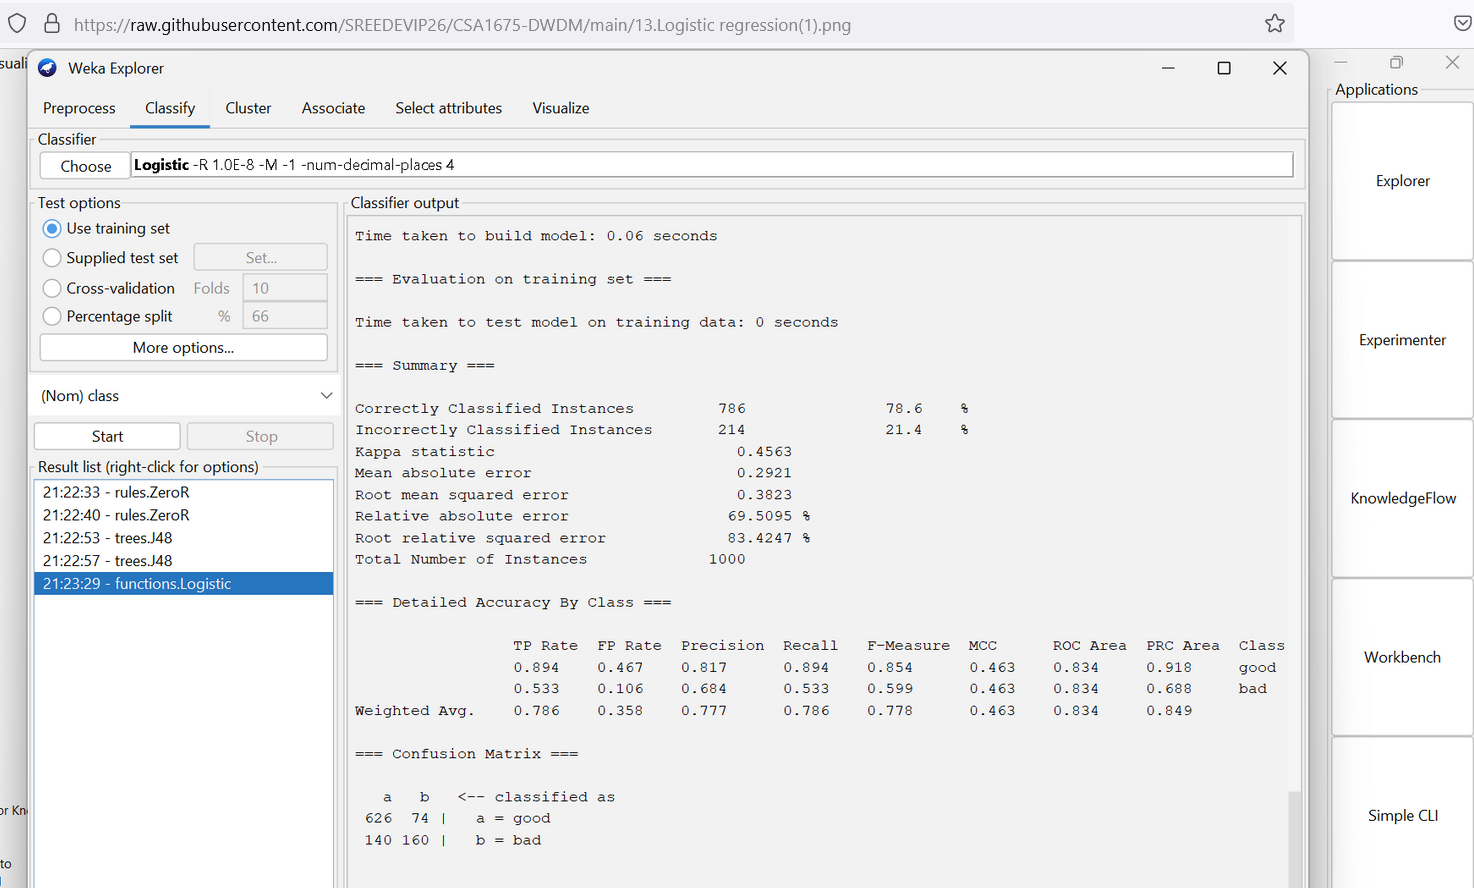 https://raw.githubusercontent.com/SREEDEVIP26/CSA1675-DWDM/main/13.Logistic regression(1).png
Weka Explorer
Preprocess Classify Cluster Associate Select attributes Visualize
Classifier
Choose Logistic -R 1.0E-8 -M -1 -num-decimal-places 4
Test options
Use training set
Supplied test set Set...
Cross-validation Folds 10
Percentage split % 66
More options...
(Nom) class
Start Stop
Result list (right-click for options)
21:22:33 - rules.ZeroR
21:22:40 - rules.ZeroR
21:22:53 - trees.J48
21:22:57 - trees.J48
21:23:29 - functions.Logistic
Classifier output
Time taken to build model: 0.06 seconds
=== Evaluation on training set ===
Time taken to test model on training data: 0 seconds
=== Summary ===
Correctly Classified Instances 786 78.6 %
Incorrectly Classified Instances 214 21.4 %
Kappa statistic 0.4563
Mean absolute error 0.2921
Root mean squared error 0.3823
Relative absolute error 69.5095 %
Root relative squared error 83.4247 %
Total Number of Instances 1000
=== Detailed Accuracy By Class ===
TP Rate FP Rate Precision Recall F-Measure MCC ROC Area PRC Area Class
0.894 0.467 0.817 0.894 0.854 0.463 0.834 0.918 good
0.533 0.106 0.684 0.533 0.599 0.463 0.834 0.688 bad
Weighted Avg. 0.786 0.358 0.777 0.786 0.778 0.463 0.834 0.849
=== Confusion Matrix ===
a b <-- classified as
626 74 | a = good
140 160 | b = bad
Applications
Explorer
Experimenter
KnowledgeFlow
Workbench
Simple CLI
to